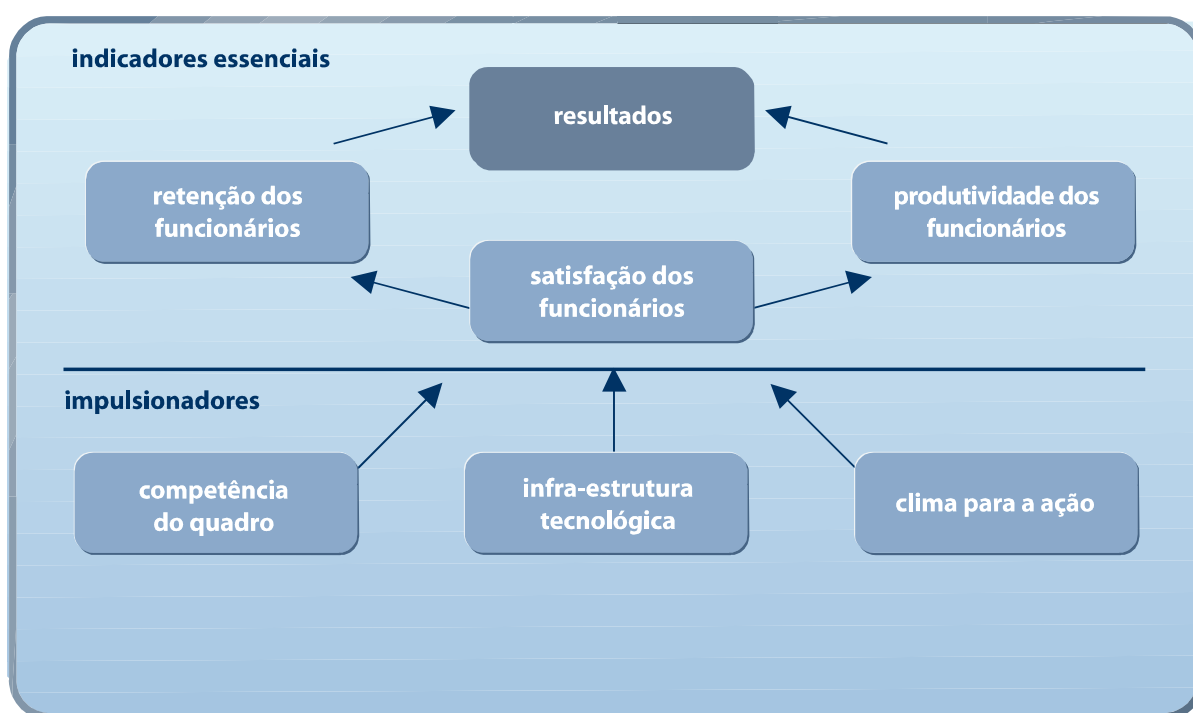 indicadores essenciais
resultados
retenção dos
funcionários
produtividade dos
funcionários
satisfação dos
funcionários
impulsionadores
competência
do quadro
infra-estrutura
tecnológica
clima para a ação